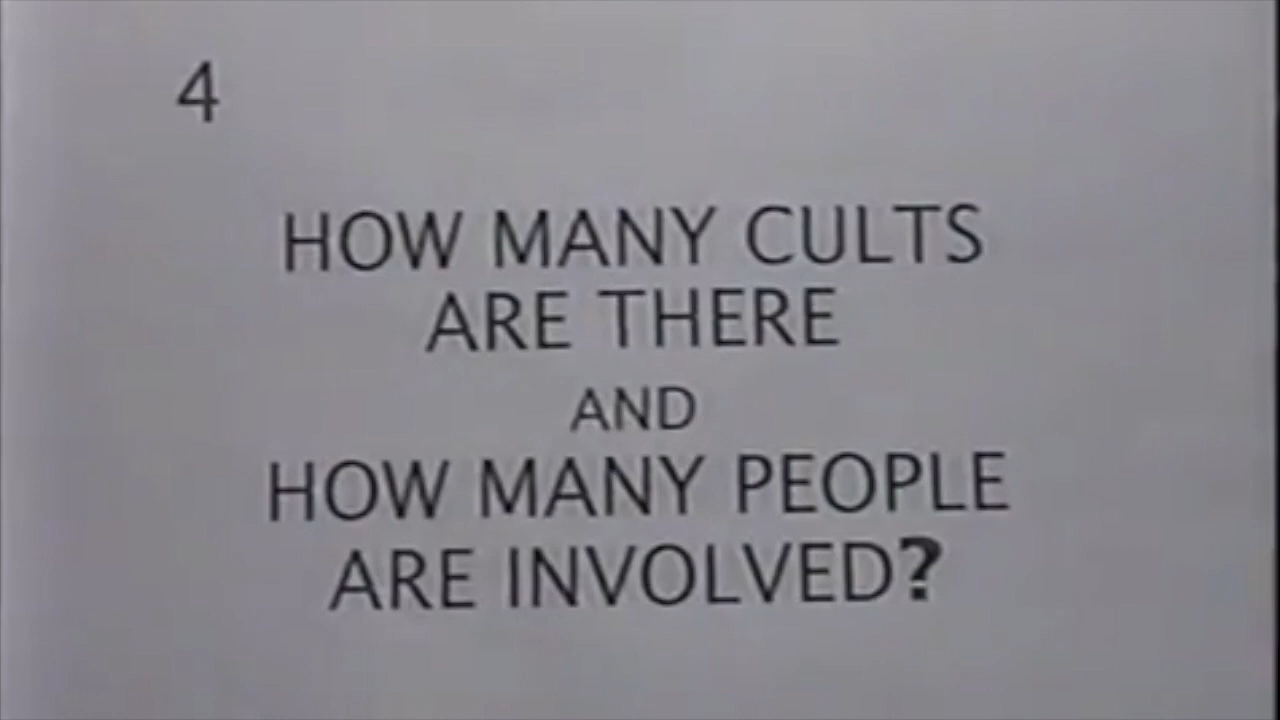 4
HOW MANY CULTS
ARE THERE
AND
HOW MANY PEOPLE
ARE INVOLVED?